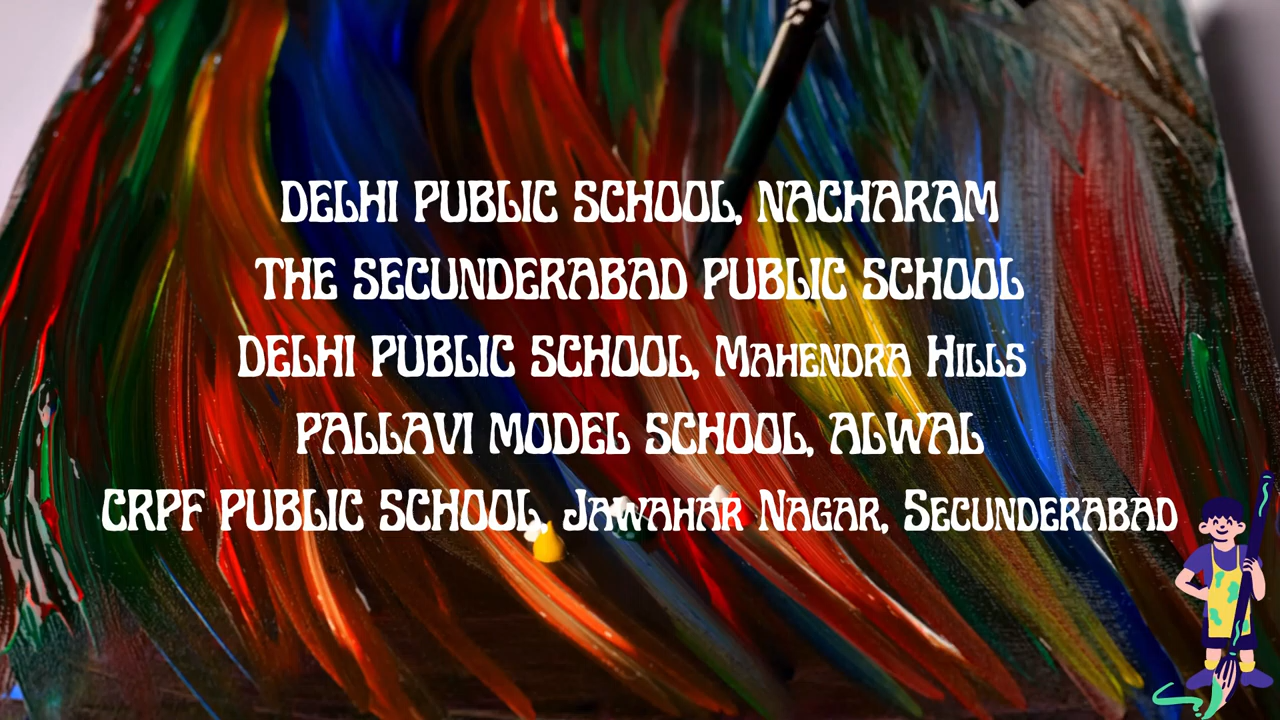 DELHI PUBLIC SCHOOL, NACHARAM
THE SECUNDERABAD PUBLIC SCHOOL
DELHI PUBLIC SCHOOL, MAHENDRA HILLS
PALLAVI MODEL SCHOOL, ALWAL
CRPF PUBLIC SCHOOL, JAWAHAR NAGAR, SECUNDERABAD